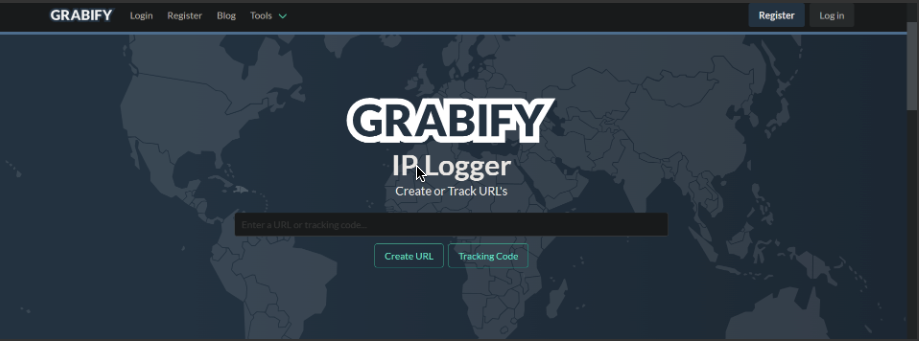 GRABIFY Login Register Blog Tools Register Log in
GRABIFY
IP Logger
Create or Track URL's
Enter a URL or tracking code...
Create URL Tracking Code